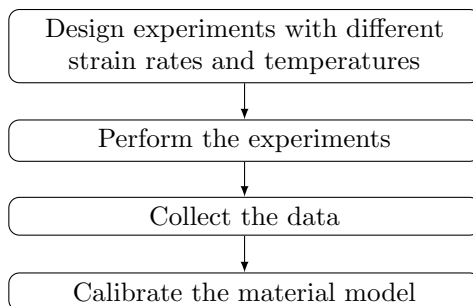 Design experiments with different
strain rates and temperatures
Perform the experiments
Collect the data
Calibrate the material model